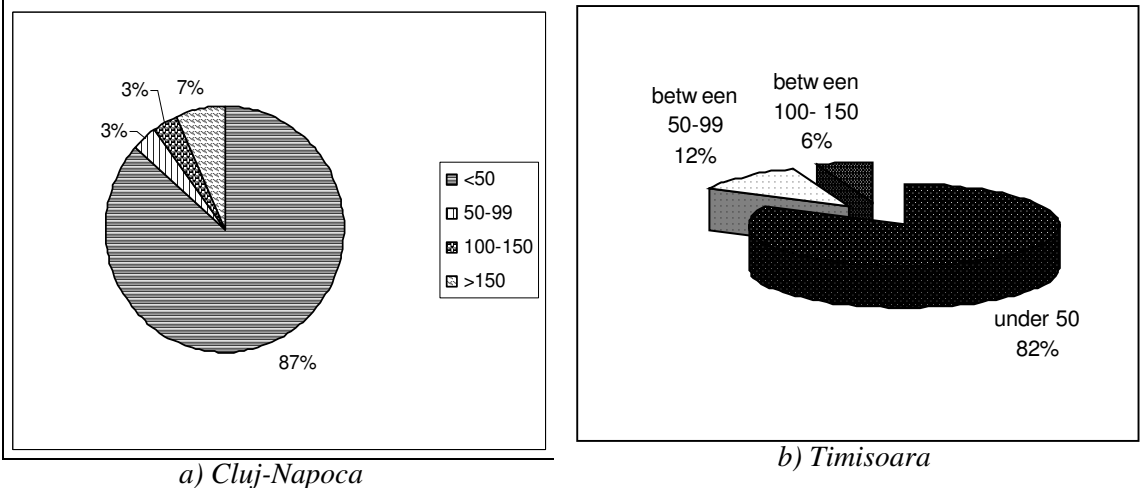 3%
7%
3%
<50
50-99
100-150
>150
87%
a) Cluj-Napoca
betw een
50-99
12%
betw een
100- 150
6%
under 50
82%
b) Timisoara